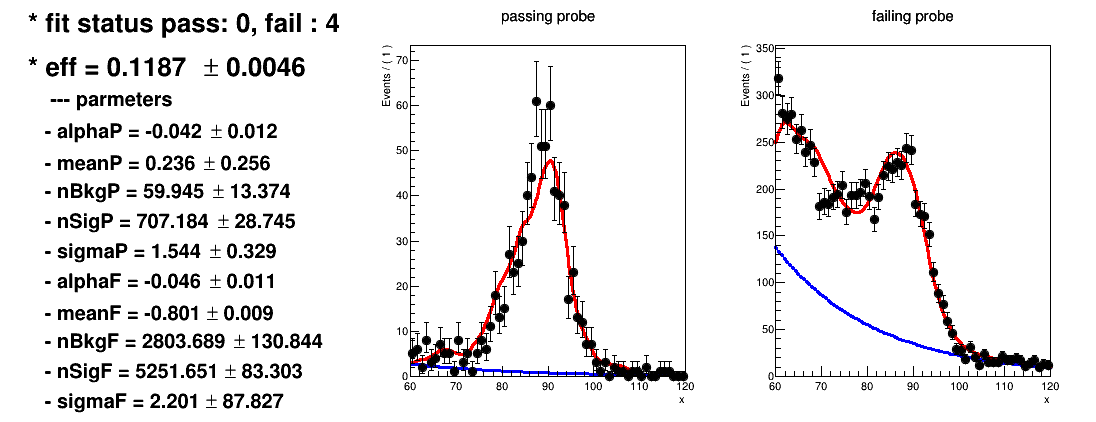 * fit status pass: 0, fail : 4
* eff = 0.1187 ± 0.0046
--- parmeters
- alphaP = -0.042 ± 0.012
- meanP = 0.236 ± 0.256
- nBkgP = 59.945 ± 13.374
- nSigP = 707.184 ± 28.745
- sigmaP = 1.544 ± 0.329
- alphaF = -0.046 ± 0.011
- meanF = -0.801 ± 0.009
- nBkgF = 2803.689 ± 130.844
- nSigF = 5251.651 ± 83.303
- sigmaF = 2.201 ± 87.827
passing probe
Events / ( 1 )
70
60
50
40
30
20
10
0
60 70 80 90 100 110 120
x
failing probe
Events / ( 1 )
350
300
250
200
150
100
50
0
60 70 80 90 100 110 120
x